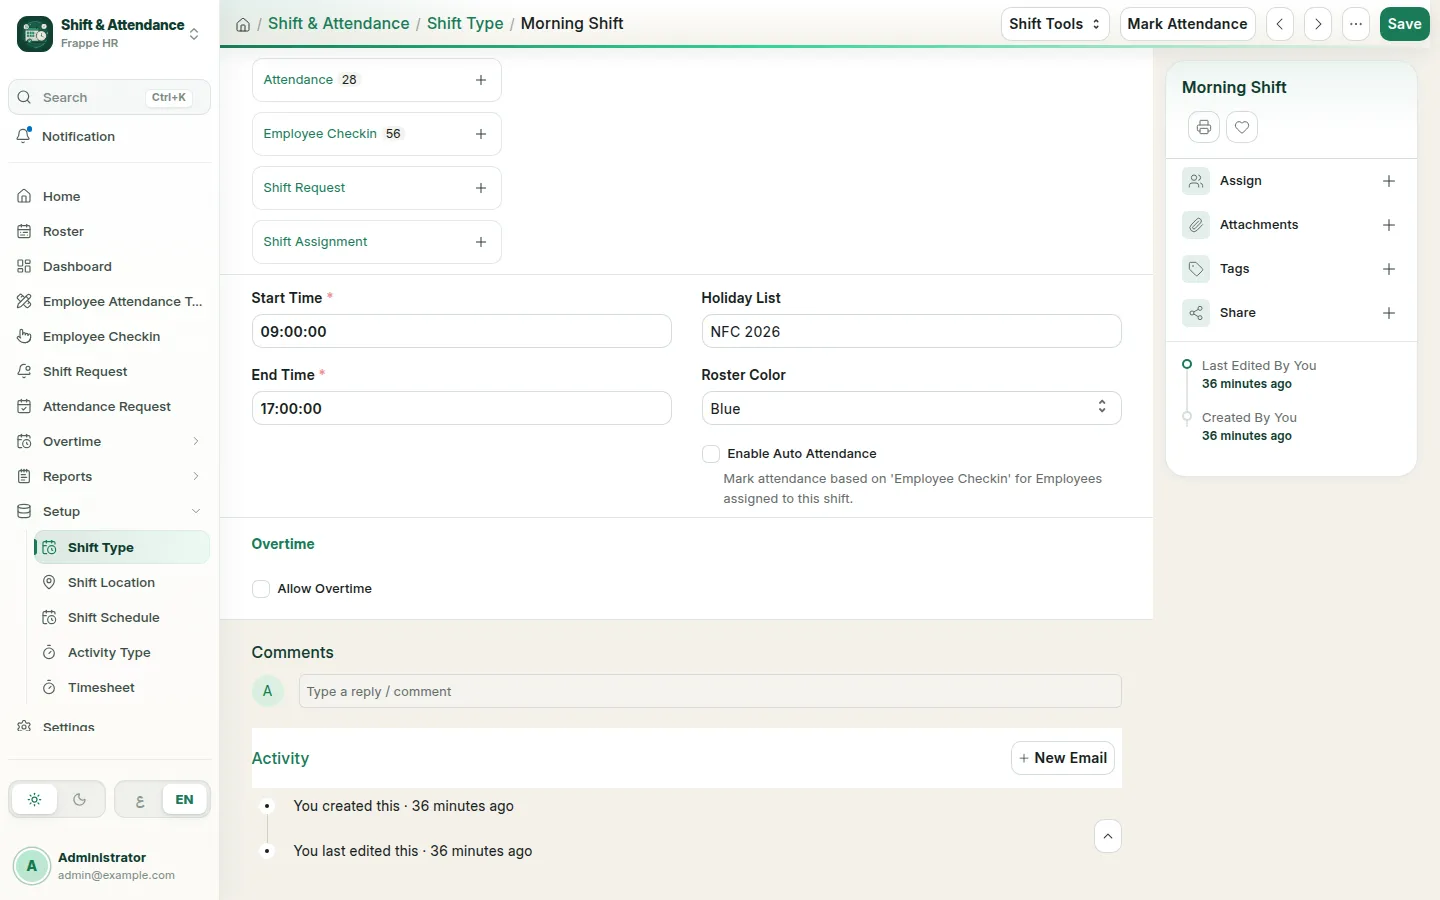 Shift & Attendance
Frappe HR
Search
Ctrl+K
Notification
Home
Roster
Dashboard
Employee Attendance T...
Employee Checkin
Shift Request
Attendance Request
Overtime
Reports
Setup
Shift Type
Shift Location
Shift Schedule
Activity Type
Timesheet
Settings
ع
EN
A
Administrator
admin@example.com
/ Shift & Attendance / Shift Type / Morning Shift
Shift Tools
Mark Attendance
Save
Attendance 28
Employee Checkin 56
Shift Request
Shift Assignment
Start Time *
09:00:00
End Time *
17:00:00
Holiday List
NFC 2026
Roster Color
Blue
Enable Auto Attendance
Mark attendance based on 'Employee Checkin' for Employees
assigned to this shift.
Overtime
Allow Overtime
Comments
A
Type a reply / comment
Activity
New Email
You created this · 36 minutes ago
You last edited this · 36 minutes ago
Morning Shift
Assign
Attachments
Tags
Share
Last Edited By You
36 minutes ago
Created By You
36 minutes ago